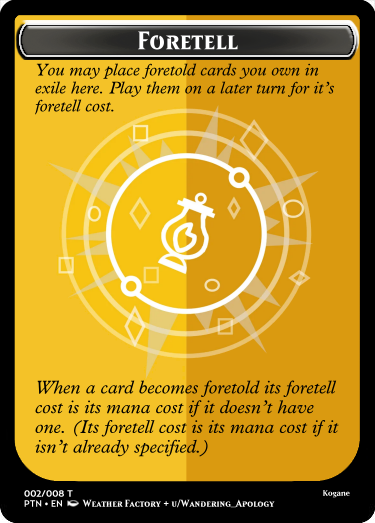 Foretell
You may place foretold cards you own in
exile here. Play them on a later turn for it's
foretell cost.
When a card becomes foretold its foretell
cost is its mana cost if it doesn't have
one. (Its foretell cost is its mana cost if it
isn't already specified.)
002/008 T
Kogane
PTN • EN Weather Factory + u/Wandering_Apology